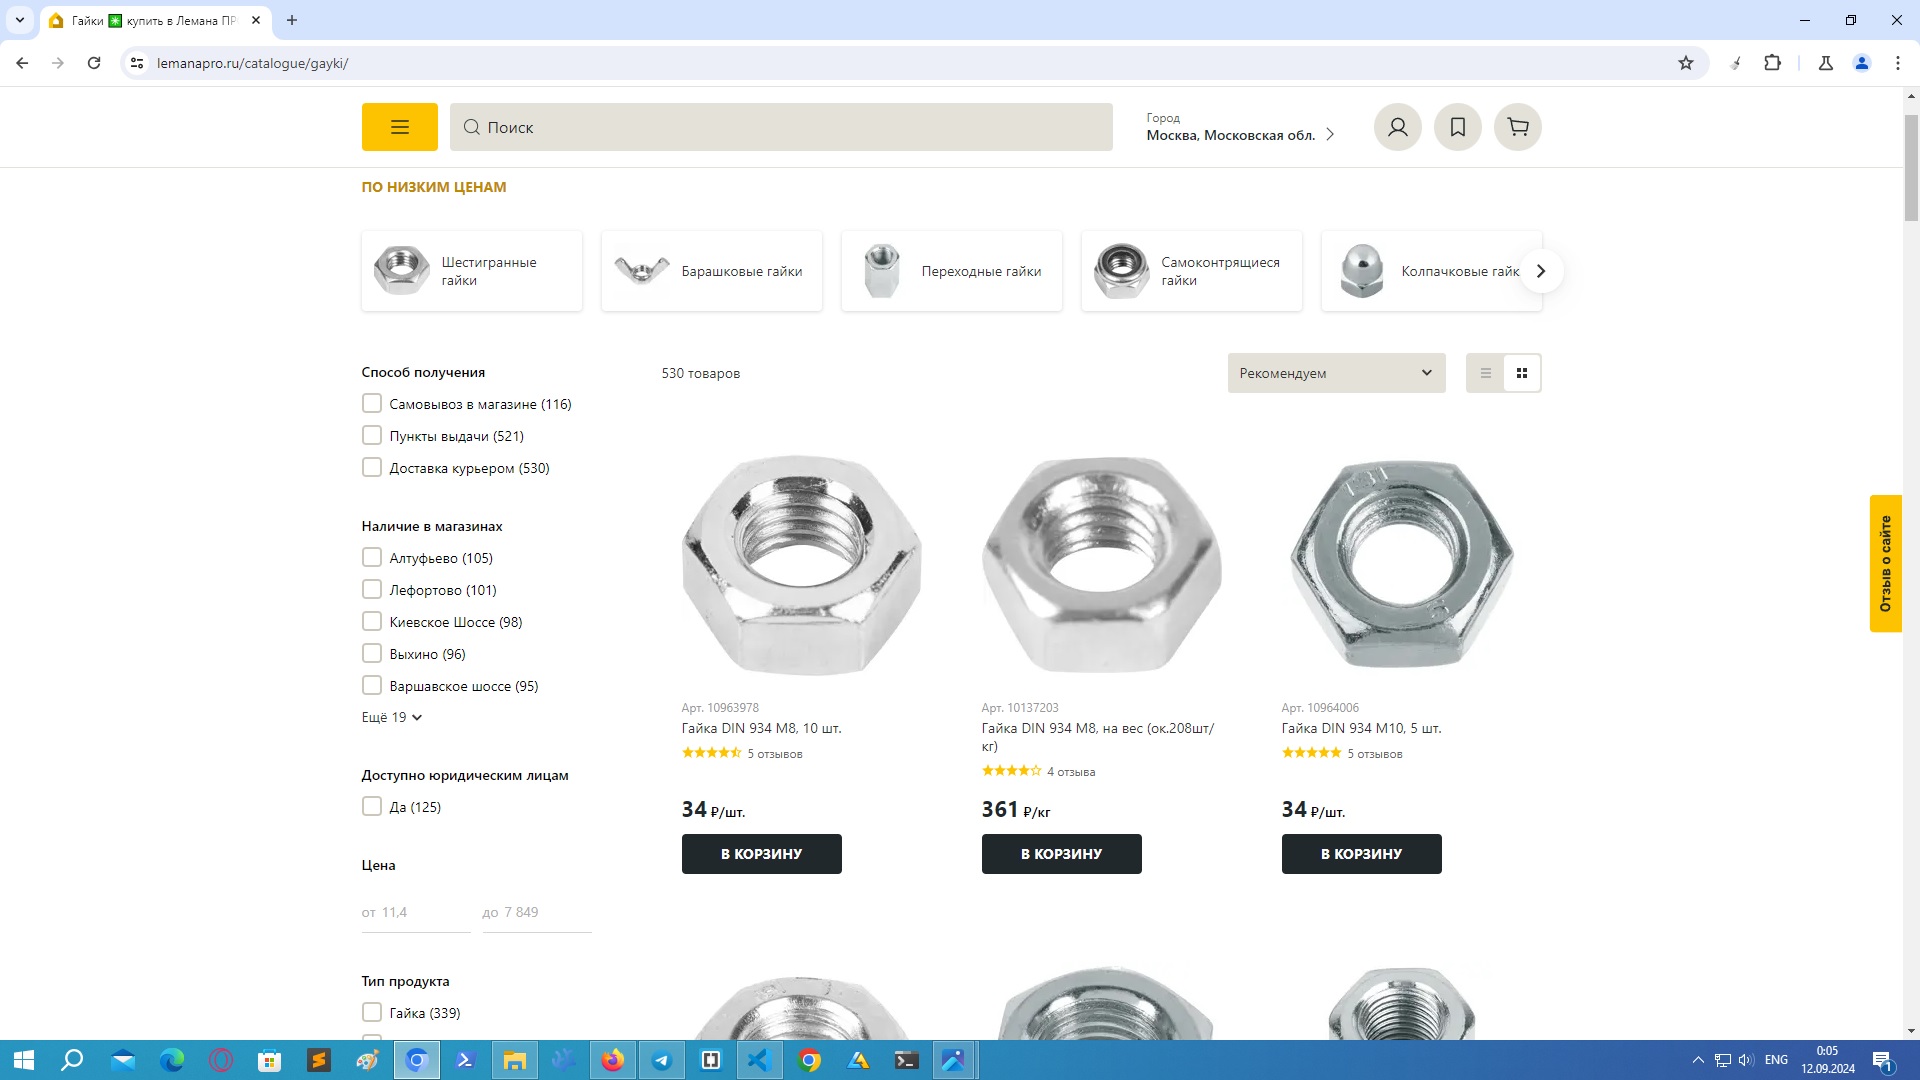 Гайки ✳ купить в Лемана ПР
lemanapro.ru/catalogue/gayki/
Поиск
Город
Москва, Московская обл.
ПО НИЗКИМ ЦЕНАМ
Шестигранные
гайки
Барашковые гайки
Переходные гайки
Самоконтрящиеся
гайки
Колпачковые гайк
Способ получения
Самовывоз в магазине (116)
Пункты выдачи (521)
Доставка курьером (530)
Наличие в магазинах
Алтуфьево (105)
Лефортово (101)
Киевское Шоссе (98)
Выхино (96)
Варшавское шоссе (95)
Ещё 19
Доступно юридическим лицам
Да (125)
Цена
от 11,4
до 7 849
Тип продукта
Гайка (339)
530 товаров
Рекомендуем
Арт. 10963978
Гайка DIN 934 M8, 10 шт.
5 отзывов
34 ₽/шт.
В КОРЗИНУ
Арт. 10137203
Гайка DIN 934 M8, на вес (ок.208шт/
кг)
4 отзыва
361 ₽/кг
В КОРЗИНУ
Арт. 10964006
Гайка DIN 934 M10, 5 шт.
5 отзывов
34 ₽/шт.
В КОРЗИНУ
Отзыв о сайте
ENG
0:05
12.09.2024
1